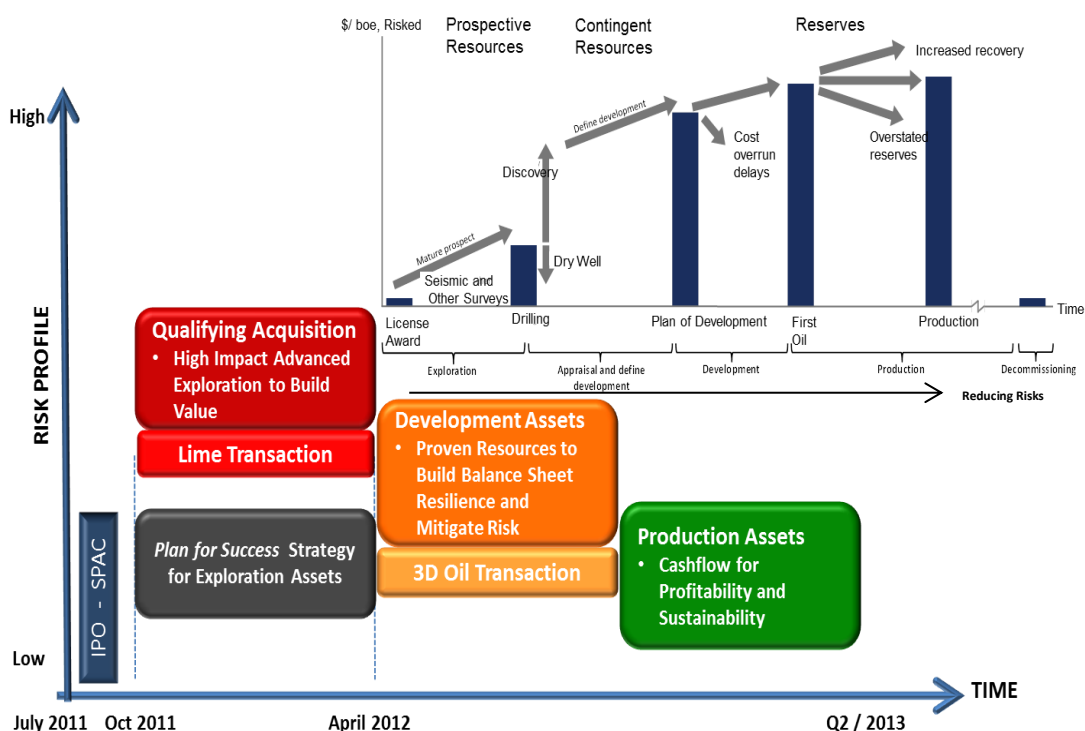 $/ boe, Risked
Prospective
Resources
Contingent
Resources
Reserves
Increased recovery
Define development
Cost
overrun
delays
Overstated
reserves
Discovery
Mature prospect
Dry Well
Seismic and
Other Surveys
Time
License
Award
Drilling
Plan of Development
First
Oil
Production
Exploration
Appraisal and define
development
Development
Production
Decommissioning
Reducing Risks
High
RISK PROFILE
Low
Qualifying Acquisition
• High Impact Advanced
Exploration to Build
Value
Lime Transaction
Development Assets
• Proven Resources to
Build Balance Sheet
Resilience and
Mitigate Risk
3D Oil Transaction
IPO - SPAC
Plan for Success Strategy
for Exploration Assets
Production Assets
• Cashflow for
Profitability and
Sustainability
TIME
July 2011
Oct 2011
April 2012
Q2 / 2013